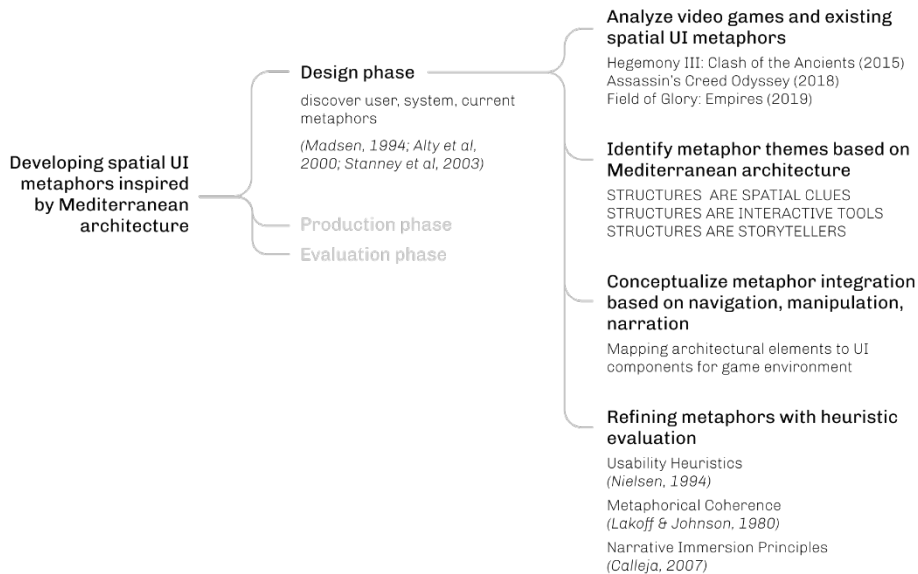 Developing spatial UI
metaphors inspired
by Mediterranean
architecture
Design phase
discover user, system, current
metaphors
(Madsen, 1994; Alty et al,
2000; Stanney et al, 2003)
Production phase
Evaluation phase
Analyze video games and existing
spatial UI metaphors
Hegemony III: Clash of the Ancients (2015)
Assassin's Creed Odyssey (2018)
Field of Glory: Empires (2019)
Identify metaphor themes based on
Mediterranean architecture
STRUCTURES ARE SPATIAL CLUES
STRUCTURES ARE INTERACTIVE TOOLS
STRUCTURES ARE STORYTELLERS
Conceptualize metaphor integration
based on navigation, manipulation,
narration
Mapping architectural elements to UI
components for game environment
Refining metaphors with heuristic
evaluation
Usability Heuristics
(Nielsen, 1994)
Metaphorical Coherence
(Lakoff & Johnson, 1980)
Narrative Immersion Principles
(Calleja, 2007)